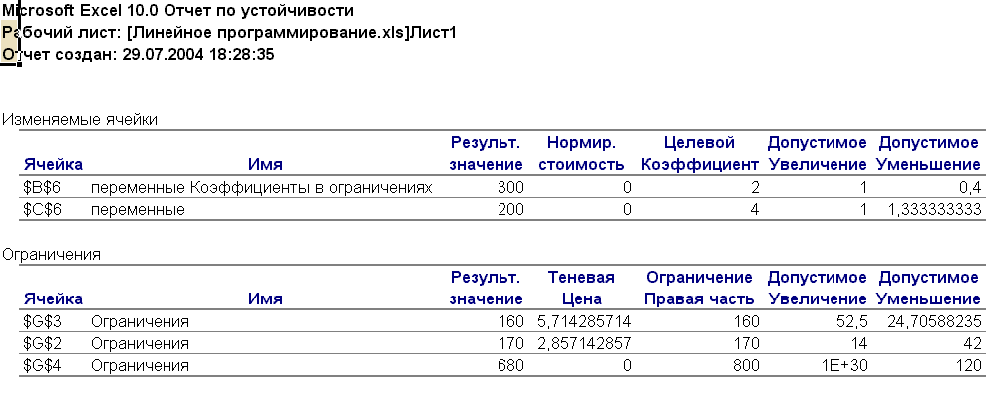 Microsoft Excel 10.0 Отчет по устойчивости
Рабочий лист: [Линейное программирование.xls]Лист1
Отчет создан: 29.07.2004 18:28:35
Изменяемые ячейки
Результ. Нормир. Целевой Допустимое Допустимое
Ячейка Имя значение стоимость Коэффициент Увеличение Уменьшение
$B$6 переменные Коэффициенты в ограничениях 300 0 2 1 0,4
$C$6 переменные 200 0 4 1 1,333333333
Ограничения
Результ. Теневая Ограничение Допустимое Допустимое
Ячейка Имя значение Цена Правая часть Увеличение Уменьшение
$G$3 Ограничения 160 5,714285714 160 52,5 24,70588235
$G$2 Ограничения 170 2,857142857 170 14 42
$G$4 Ограничения 680 0 800 1E+30 120